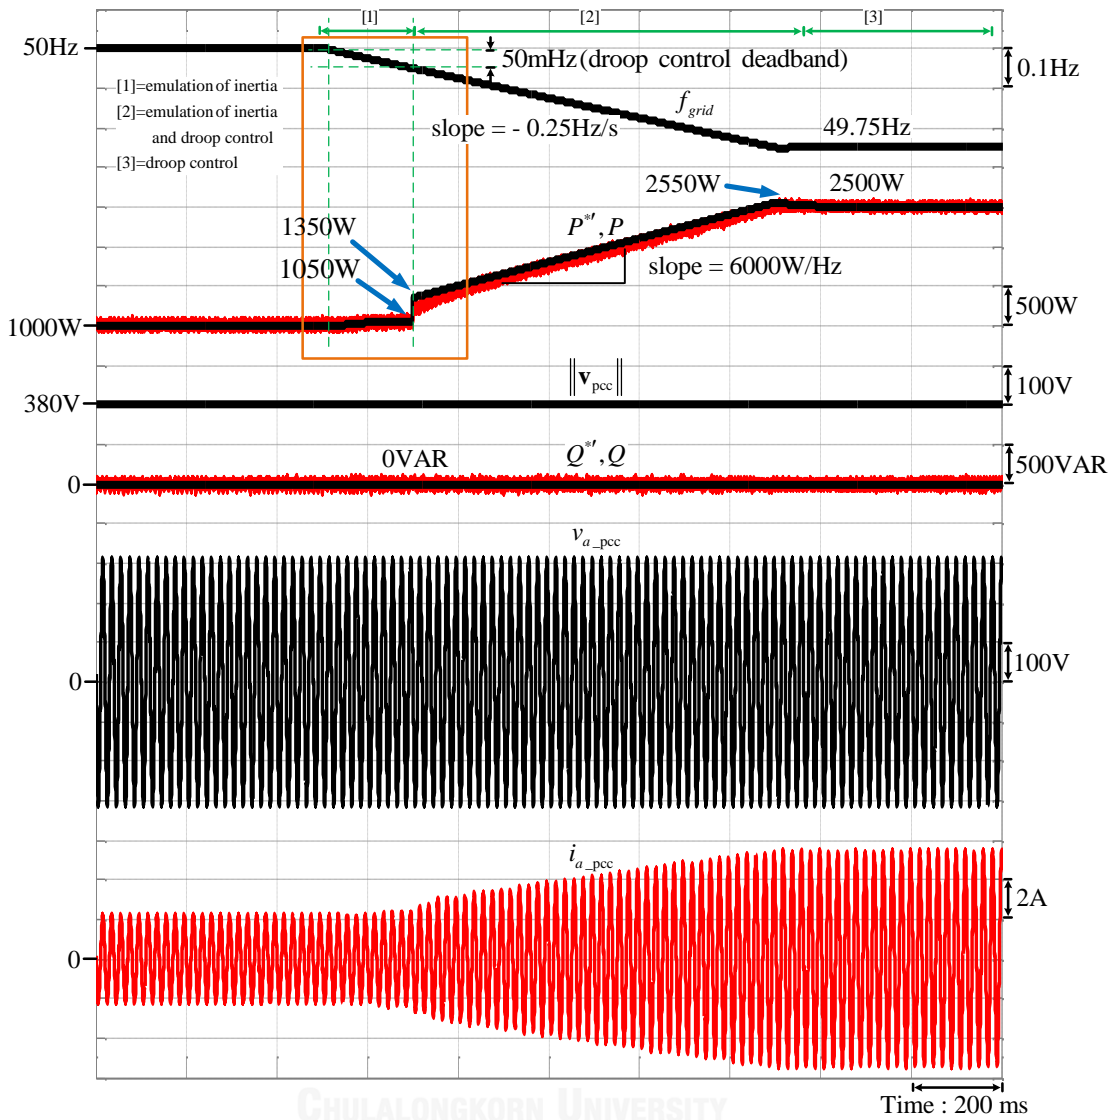 [1] [2] [3]
50Hz
50mHz (droop control deadband)
0.1Hz
[1]=emulation of inertia
[2]=emulation of inertia
and droop control
[3]=droop control
f_grid
slope = - 0.25Hz/s
49.75Hz
2550W
2500W
1350W
P*′, P
1050W
slope = 6000W/Hz
1000W
500W
‖v_pcc‖
100V
380V
0VAR
Q*′, Q
500VAR
0
v_a_pcc
0
100V
i_a_pcc
2A
0
Time : 200 ms
CHULALONGKORN UNIVERSITY